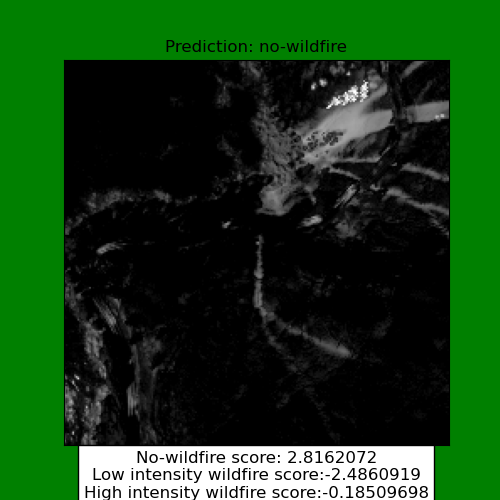 Prediction: no-wildfire
No-wildfire score: 2.8162072
Low intensity wildfire score:-2.4860919
High intensity wildfire score:-0.18509698